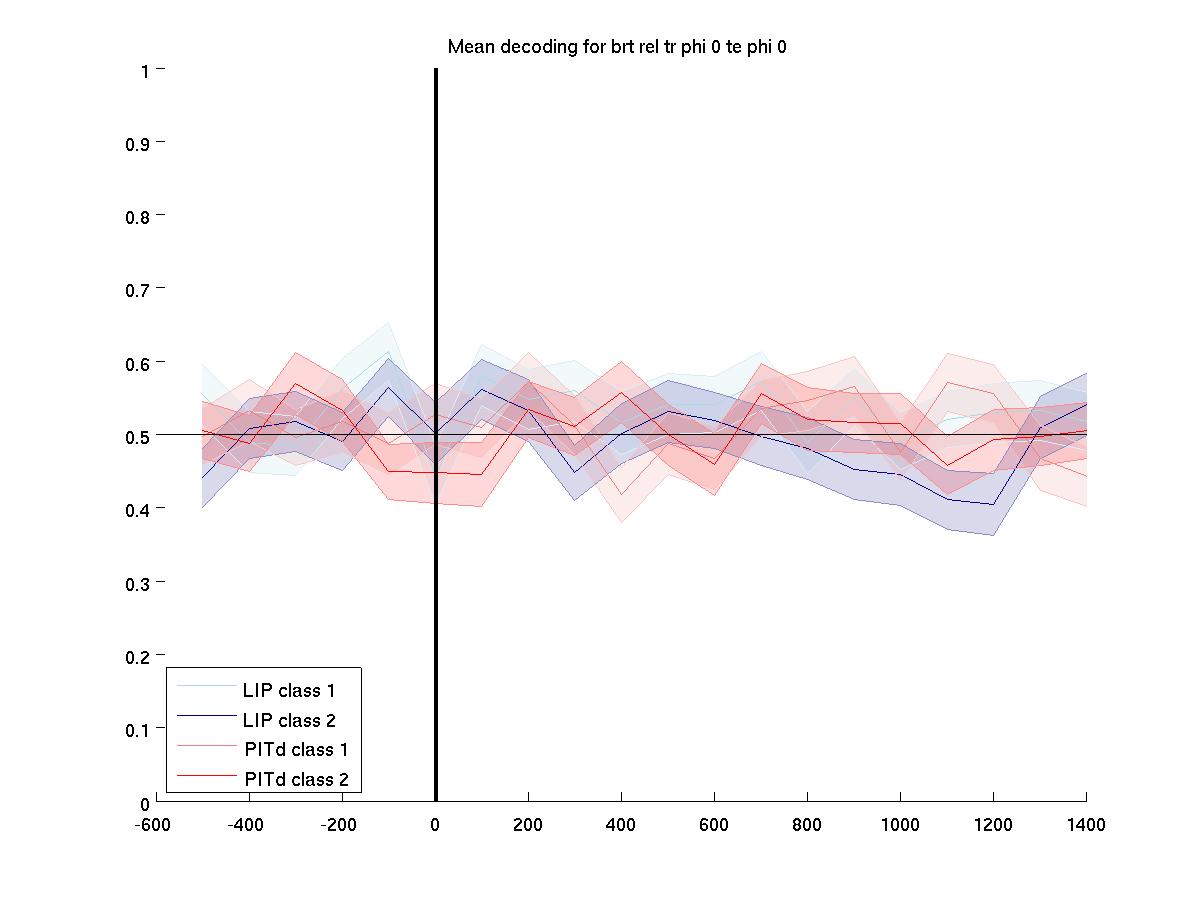 Mean decoding for brt rel tr phi 0 te phi 0
1
0.9
0.8
0.7
0.6
0.5
0.4
0.3
0.2
0.1
0
LIP class 1
LIP class 2
PITd class 1
PITd class 2
-600 -400 -200 0 200 400 600 800 1000 1200 1400